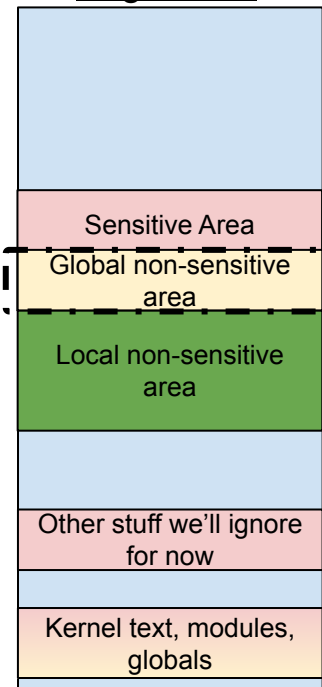 Sensitive Area
Global non-sensitive
area
Local non-sensitive
area
Other stuff we'll ignore
for now
Kernel text, modules,
globals